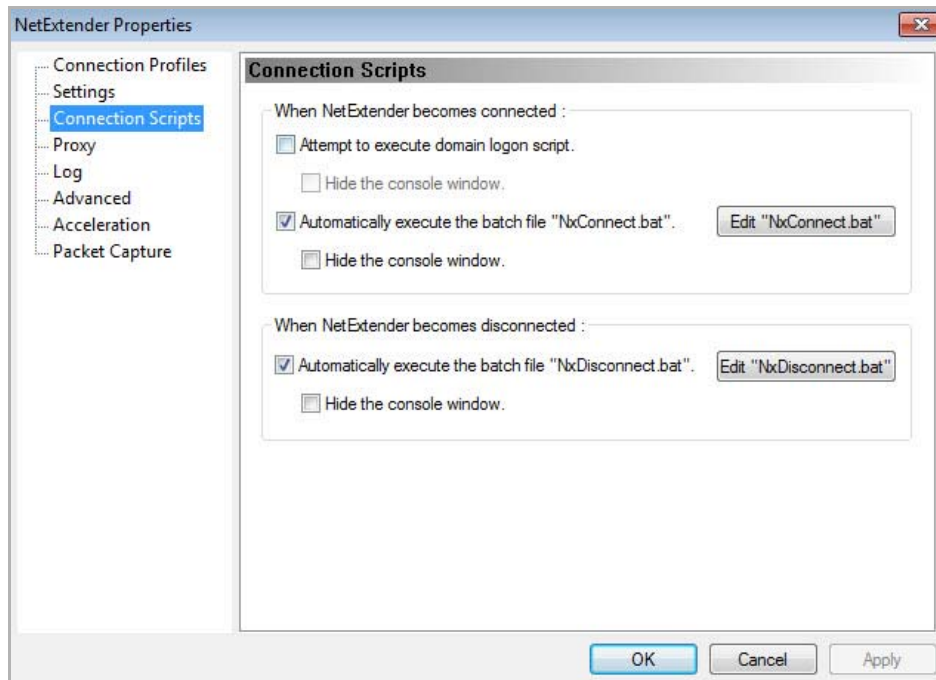 NetExtender Properties
Connection Profiles
Settings
Connection Scripts
Proxy
Log
Advanced
Acceleration
Packet Capture
Connection Scripts
When NetExtender becomes connected :
Attempt to execute domain logon script.
Hide the console window.
Automatically execute the batch file "NxConnect.bat".
Edit "NxConnect.bat"
Hide the console window.
When NetExtender becomes disconnected :
Automatically execute the batch file "NxDisconnect.bat".
Edit "NxDisconnect.bat"
Hide the console window.
OK
Cancel
Apply